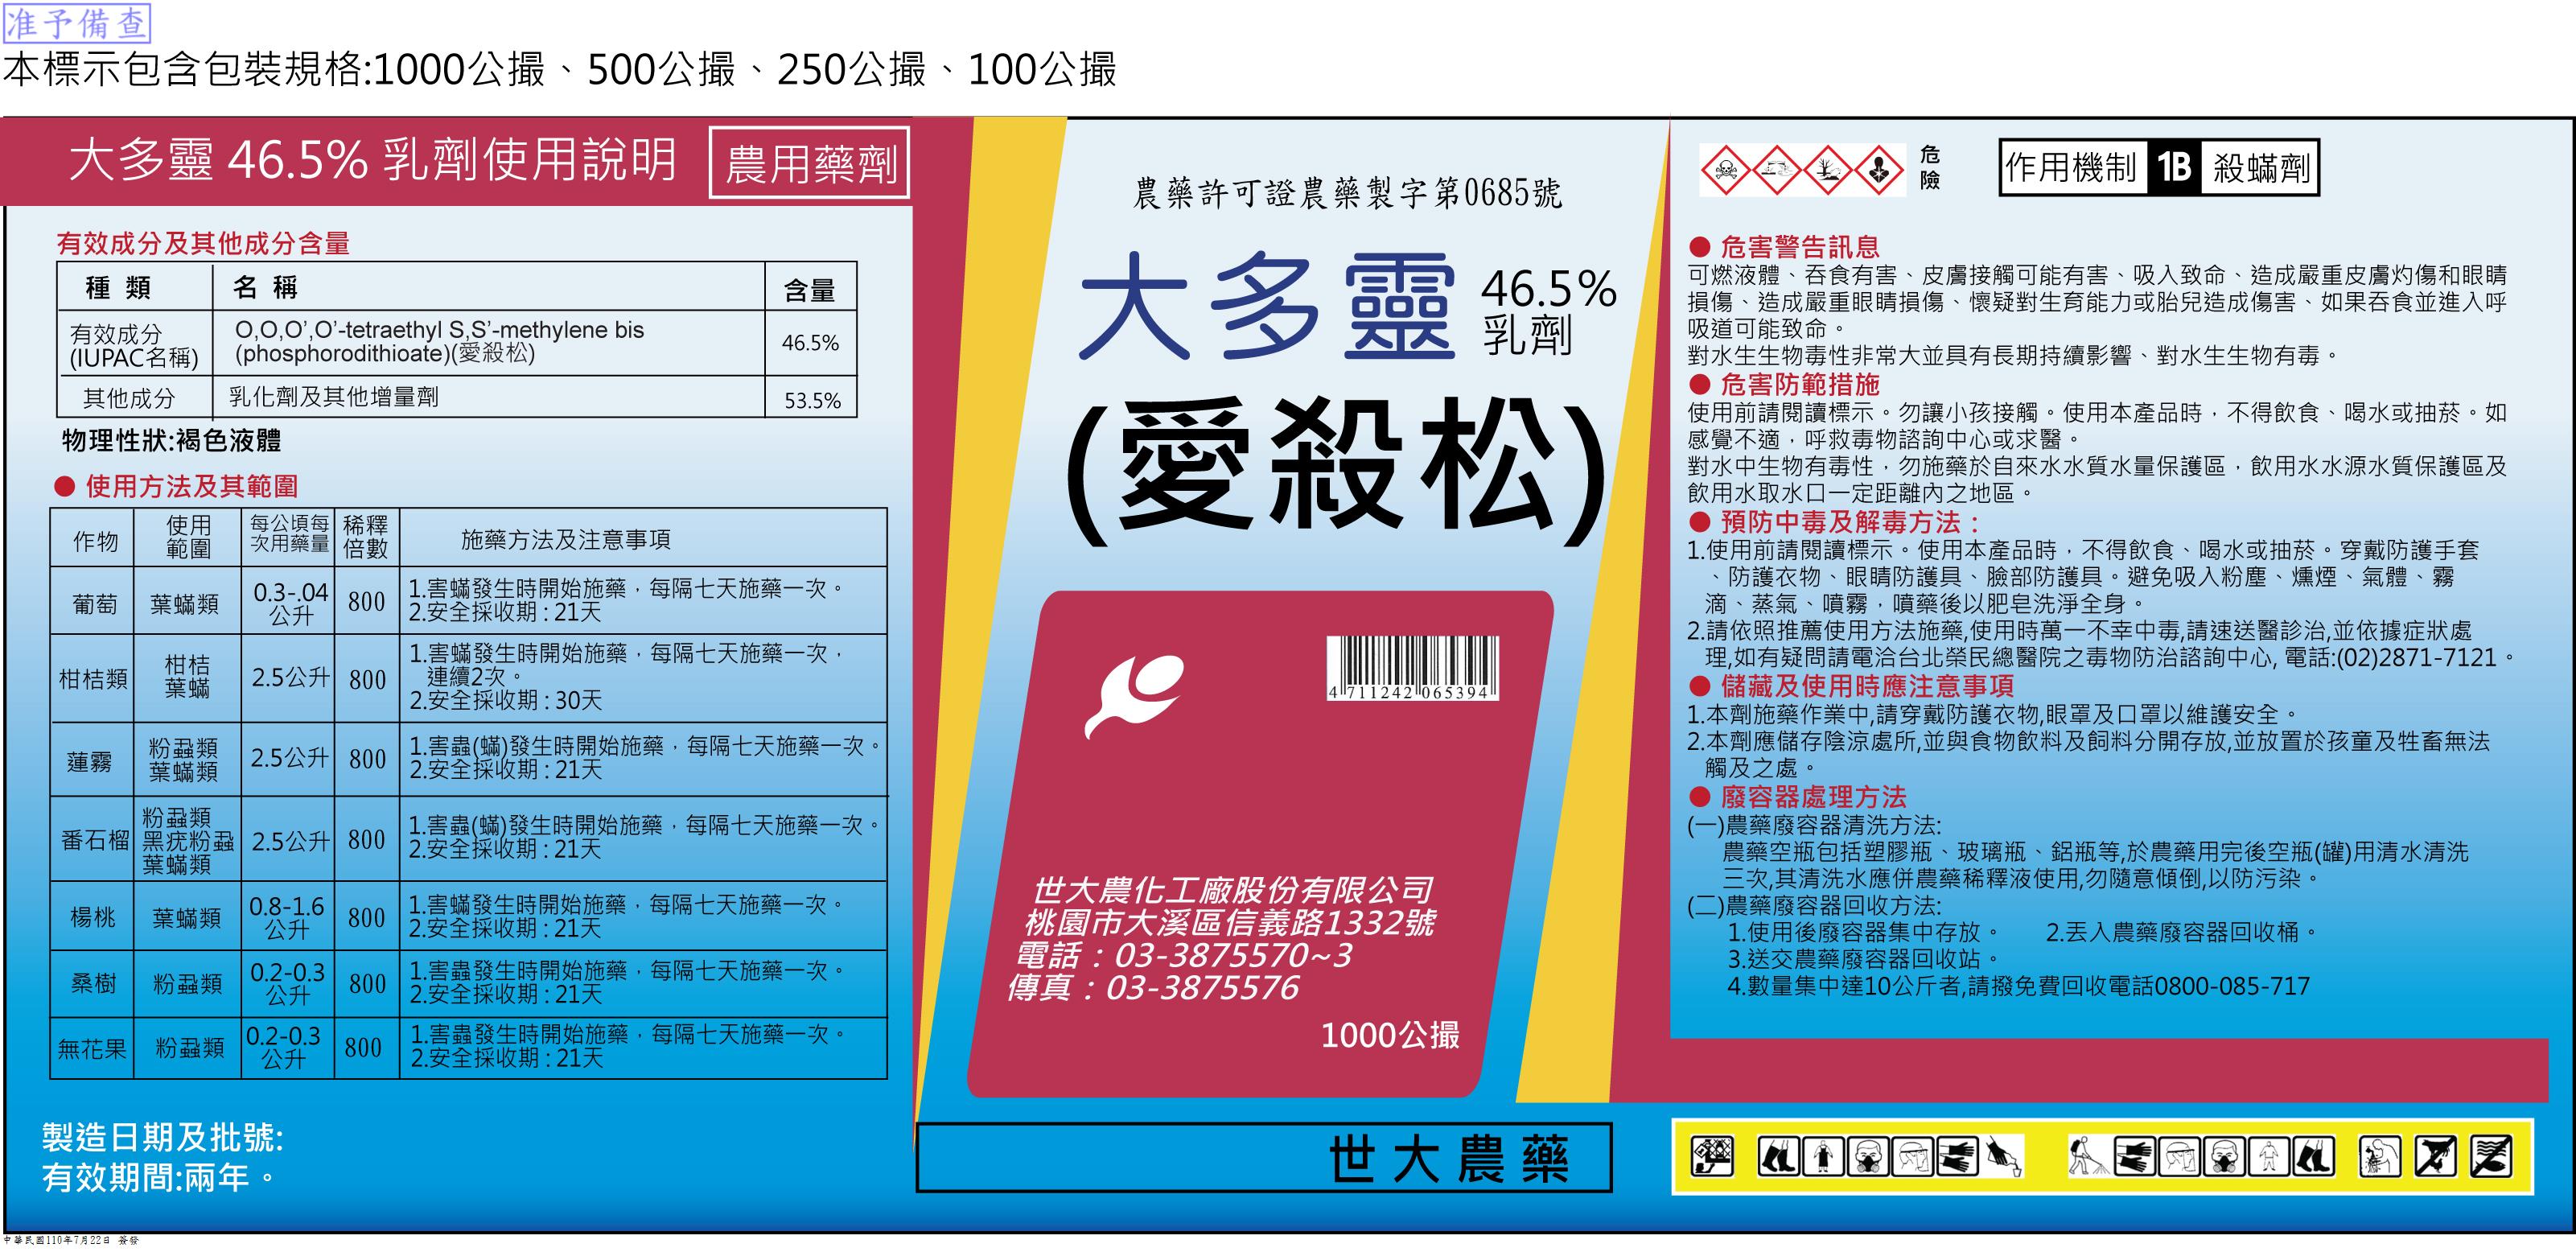 准予備查
本標示包含包裝規格:1000公撮、500公撮、250公撮、100公撮
大多靈 46.5% 乳劑使用說明
農用藥劑
有效成分及其他成分含量
種 類 名 稱 含量
有效成分
(IUPAC名稱)
O,O,O’,O’-tetraethyl S,S’-methylene bis
(phosphorodithioate)(愛殺松)
46.5%
其他成分 乳化劑及其他增量劑 53.5%
物理性狀:褐色液體
● 使用方法及其範圍
作物
使用
範圍
每公頃每
次用藥量
稀釋
倍數
施藥方法及注意事項
葡萄
葉蟎類
0.3-.04
公升
800
1.害蟎發生時開始施藥，每隔七天施藥一次。
2.安全採收期：21天
柑桔類
柑桔
葉蟎
2.5公升
800
1.害蟎發生時開始施藥，每隔七天施藥一次，
連續2次。
2.安全採收期：30天
蓮霧
粉蝨類
葉蟎類
2.5公升
800
1.害蟲(蟎)發生時開始施藥，每隔七天施藥一次。
2.安全採收期：21天
番石榴
粉蝨類
黑疣粉蝨
葉蟎類
2.5公升
800
1.害蟲(蟎)發生時開始施藥，每隔七天施藥一次。
2.安全採收期：21天
楊桃
葉蟎類
0.8-1.6
公升
800
1.害蟎發生時開始施藥，每隔七天施藥一次。
2.安全採收期：21天
桑樹
粉蝨類
0.2-0.3
公升
800
1.害蟲發生時開始施藥，每隔七天施藥一次。
2.安全採收期：21天
無花果
粉蝨類
0.2-0.3
公升
800
1.害蟲發生時開始施藥，每隔七天施藥一次。
2.安全採收期：21天
製造日期及批號:
有效期間:兩年。
農藥許可證農藥製字第0685號
大多靈
46.5%
乳劑
(愛殺松)
4 711242 065394
世大農化工廠股份有限公司
桃園市大溪區信義路1332號
電話：03-3875570~3
傳真：03-3875576
1000公撮
世大農藥
危
險
作用機制 1B 殺蟎劑
● 危害警告訊息
可燃液體、吞食有害、皮膚接觸可能有害、吸入致命、造成嚴重皮膚灼傷和眼睛
損傷、造成嚴重眼睛損傷、懷疑對生育能力或胎兒造成傷害、如果吞食並進入呼
吸道可能致命。
對水生生物毒性非常大並具有長期持續影響、對水生生物有毒。
● 危害防範措施
使用前請閱讀標示。勿讓小孩接觸。使用本產品時，不得飲食、喝水或抽菸。如
感覺不適，呼救毒物諮詢中心或求醫。
對水中生物有毒性，勿施藥於自來水水質水量保護區，飲用水水源水質保護區及
飲用水取水口一定距離內之地區。
● 預防中毒及解毒方法：
1.使用前請閱讀標示。使用本產品時，不得飲食、喝水或抽菸。穿戴防護手套
、防護衣物、眼睛防護具、臉部防護具。避免吸入粉塵、燻煙、氣體、霧
滴、蒸氣、噴霧，噴藥後以肥皂洗淨全身。
2.請依照推薦使用方法施藥,使用時萬一不幸中毒,請速送醫診治,並依據症狀處
理,如有疑問請電洽台北榮民總醫院之毒物防治諮詢中心, 電話:(02)2871-7121。
● 儲藏及使用時應注意事項
1.本劑施藥作業中,請穿戴防護衣物,眼罩及口罩以維護安全。
2.本劑應儲存陰涼處所,並與食物飲料及飼料分開存放,並放置於孩童及牲畜無法
觸及之處。
● 廢容器處理方法
(一)農藥廢容器清洗方法:
農藥空瓶包括塑膠瓶、玻璃瓶、鋁瓶等,於農藥用完後空瓶(罐)用清水清洗
三次,其清洗水應併農藥稀釋液使用,勿隨意傾倒,以防污染。
(二)農藥廢容器回收方法:
1.使用後廢容器集中存放。 2.丟入農藥廢容器回收桶。
3.送交農藥廢容器回收站。
4.數量集中達10公斤者,請撥免費回收電話0800-085-717
中華民國110年7月22日 簽發